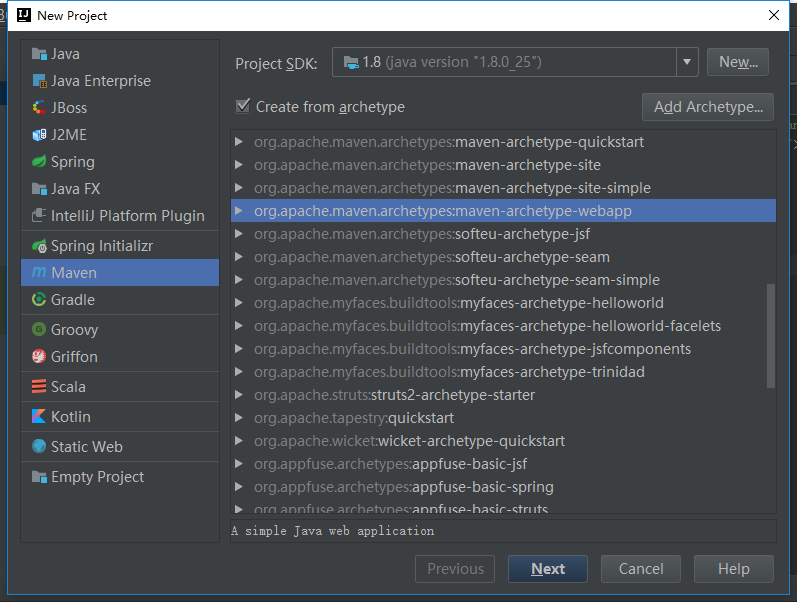 New Project
Java
Java Enterprise
JBoss
J2ME
Spring
Java FX
IntelliJ Platform Plugin
Spring Initializr
Maven
Gradle
Groovy
Griffon
Scala
Kotlin
Static Web
Empty Project
Project SDK: 1.8 (java version "1.8.0_25") New...
Create from archetype Add Archetype...
org.apache.maven.archetypes:maven-archetype-quickstart
org.apache.maven.archetypes:maven-archetype-site
org.apache.maven.archetypes:maven-archetype-site-simple
org.apache.maven.archetypes:maven-archetype-webapp
org.apache.maven.archetypes:softeu-archetype-jsf
org.apache.maven.archetypes:softeu-archetype-seam
org.apache.maven.archetypes:softeu-archetype-seam-simple
org.apache.myfaces.buildtools:myfaces-archetype-helloworld
org.apache.myfaces.buildtools:myfaces-archetype-helloworld-facelets
org.apache.myfaces.buildtools:myfaces-archetype-jsfcomponents
org.apache.myfaces.buildtools:myfaces-archetype-trinidad
org.apache.struts:struts2-archetype-starter
org.apache.tapestry:quickstart
org.apache.wicket:wicket-archetype-quickstart
org.appfuse.archetypes:appfuse-basic-jsf
org.appfuse.archetypes:appfuse-basic-spring
org.appfuse.archetypes:appfuse-basic-struts
A simple Java web application
Previous Next Cancel Help